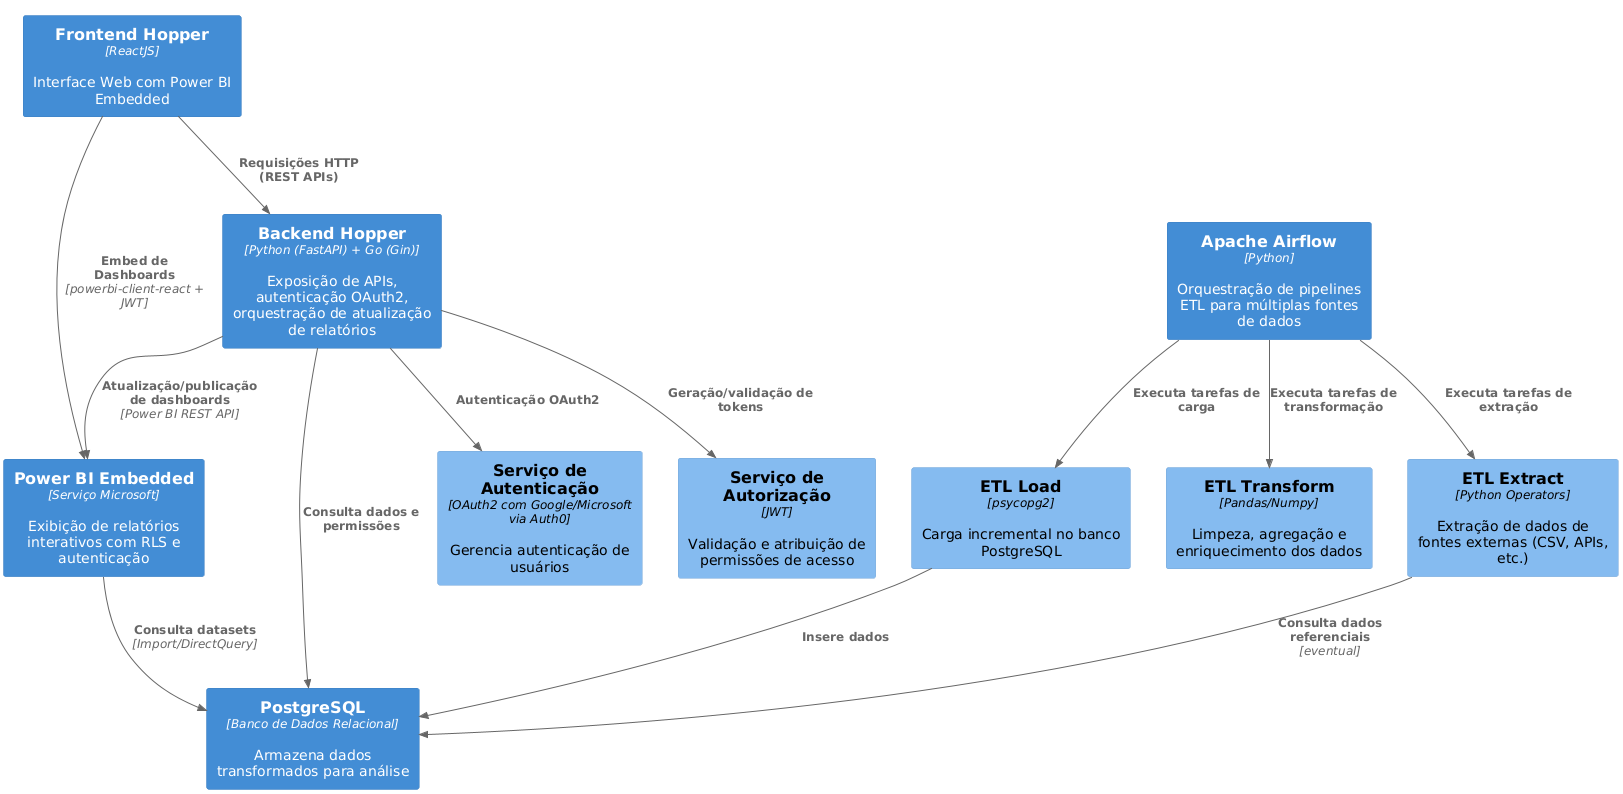 Frontend Hopper
[ReactJS]
Interface Web com Power BI
Embedded
Requisições HTTP
(REST APIs)
Backend Hopper
[Python (FastAPI) + Go (Gin)]
Exposição de APIs,
autenticação OAuth2,
orquestração de atualização
de relatórios
Apache Airflow
[Python]
Orquestração de pipelines
ETL para múltiplas fontes
de dados
Embed de
Dashboards
[powerbi-client-react +
JWT]
Atualização/publicação
de dashboards
[Power BI REST API]
Autenticação OAuth2
Geração/validação de
tokens
Executa tarefas de
carga
Executa tarefas de
transformação
Executa tarefas de
extração
Power BI Embedded
[Serviço Microsoft]
Exibição de relatórios
interativos com RLS e
autenticação
Consulta dados e
permissões
Serviço de
Autenticação
[OAuth2 com Google/Microsoft
via Auth0]
Gerencia autenticação de
usuários
Serviço de
Autorização
[JWT]
Validação e atribuição de
permissões de acesso
ETL Load
[psycopg2]
Carga incremental no banco
PostgreSQL
ETL Transform
[Pandas/Numpy]
Limpeza, agregação e
enriquecimento dos dados
ETL Extract
[Python Operators]
Extração de dados de
fontes externas (CSV, APIs,
etc.)
Consulta datasets
[Import/DirectQuery]
Insere dados
Consulta dados
referenciais
[eventual]
PostgreSQL
[Banco de Dados Relacional]
Armazena dados
transformados para análise